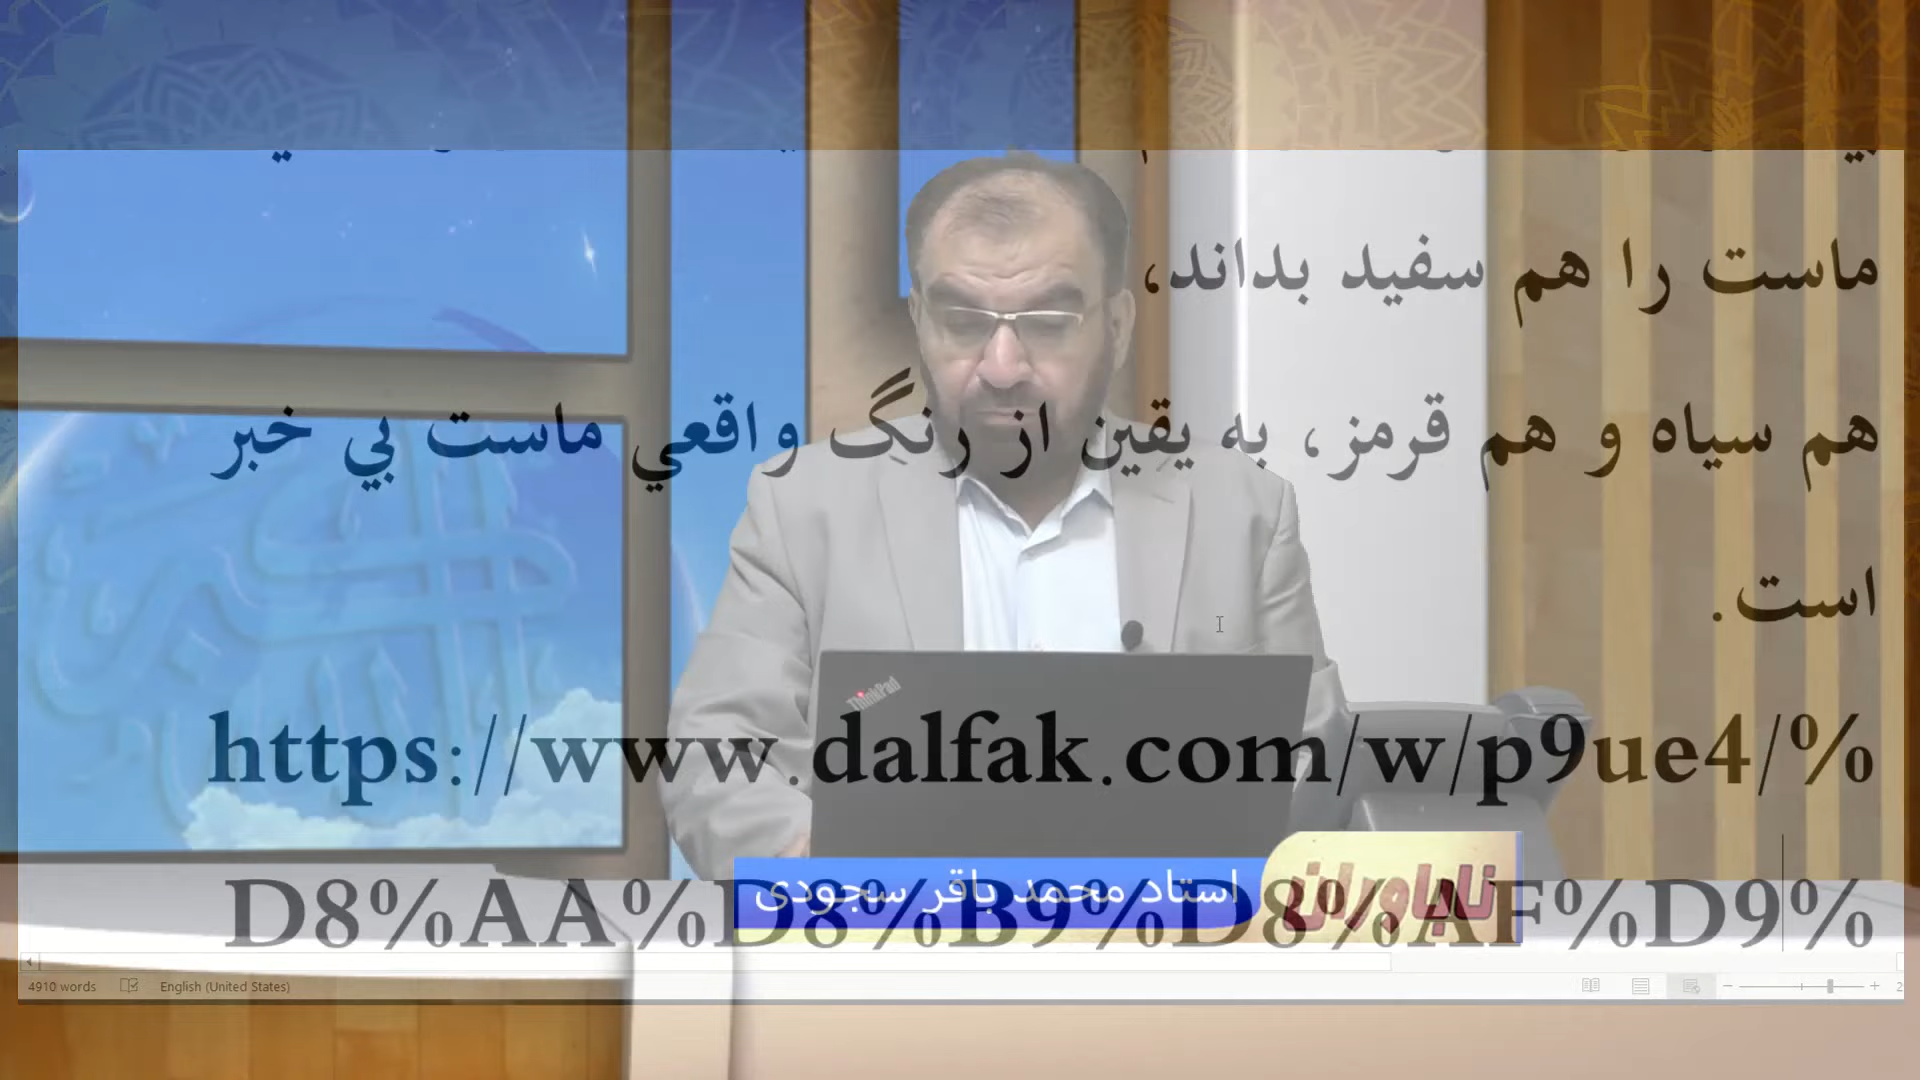 ماست را هم سفید بداند،
هم سیاه و هم قرمز، به یقین از رنگِ واقعي ماست بي خبر
است.
ThinkPad
https://www.dalfak.com/w/p9ue4/%
استاد محمد باقر سجودی
ناباوران
D8%AA%D8%B9%D8%AF%D9%
4910 words
English (United States)